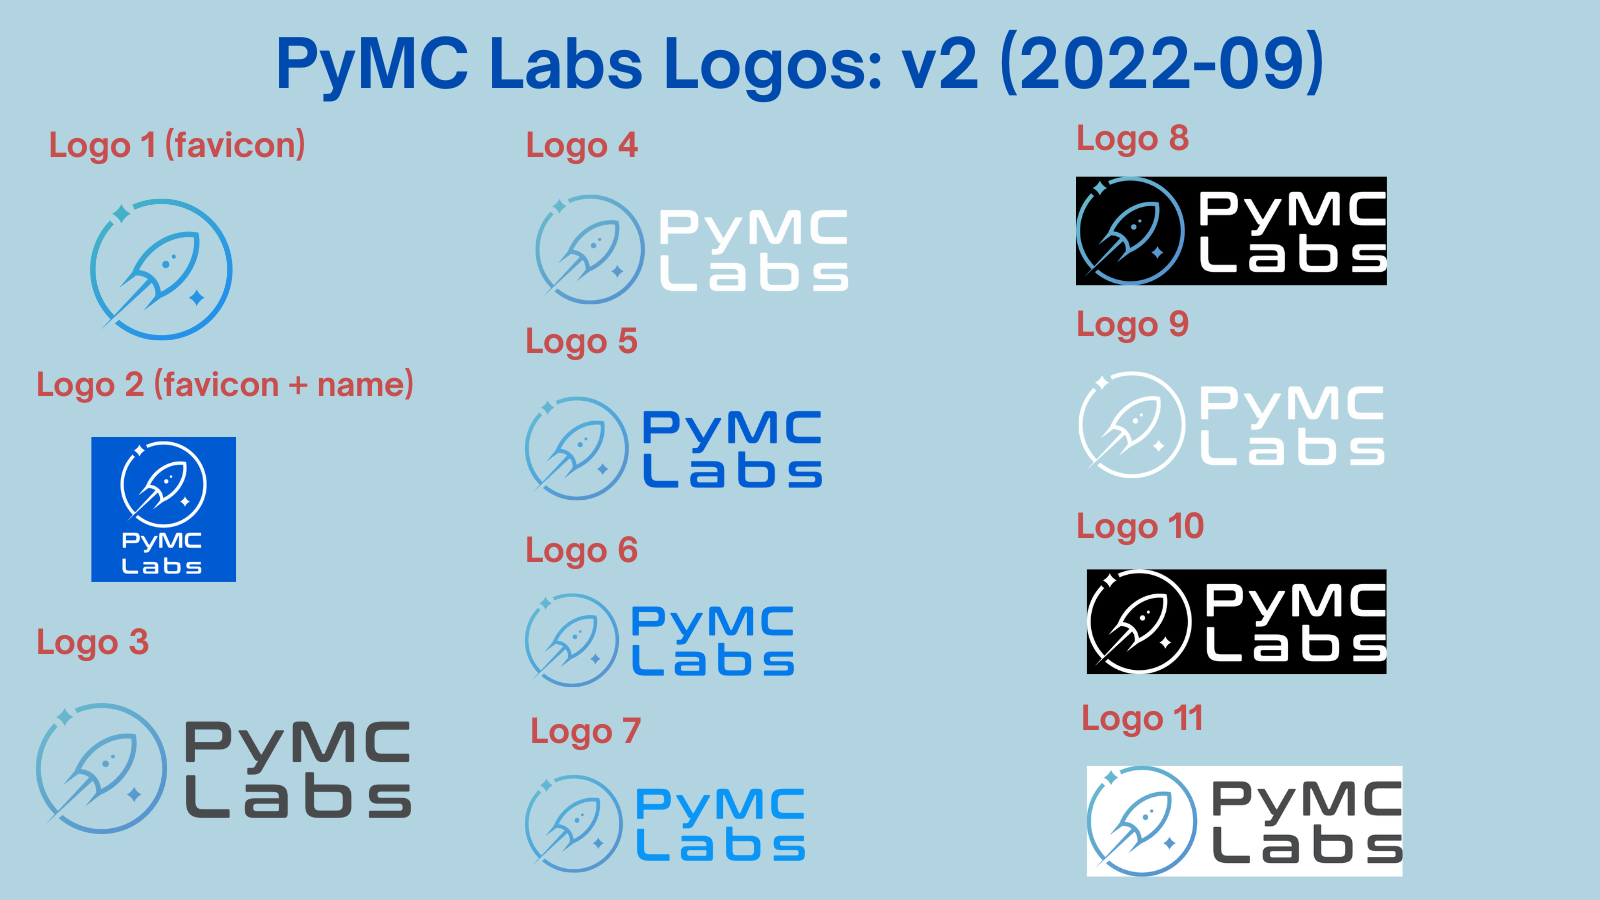 PyMC Labs Logos: v2 (2022-09)
Logo 1 (favicon)
Logo 2 (favicon + name)
PyMC
Labs
Logo 3
PyMC
Labs
Logo 4
PyMC
Labs
Logo 5
PyMC
Labs
Logo 6
PyMC
Labs
Logo 7
PyMC
Labs
Logo 8
PyMC
Labs
Logo 9
PyMC
Labs
Logo 10
PyMC
Labs
Logo 11
PyMC
Labs